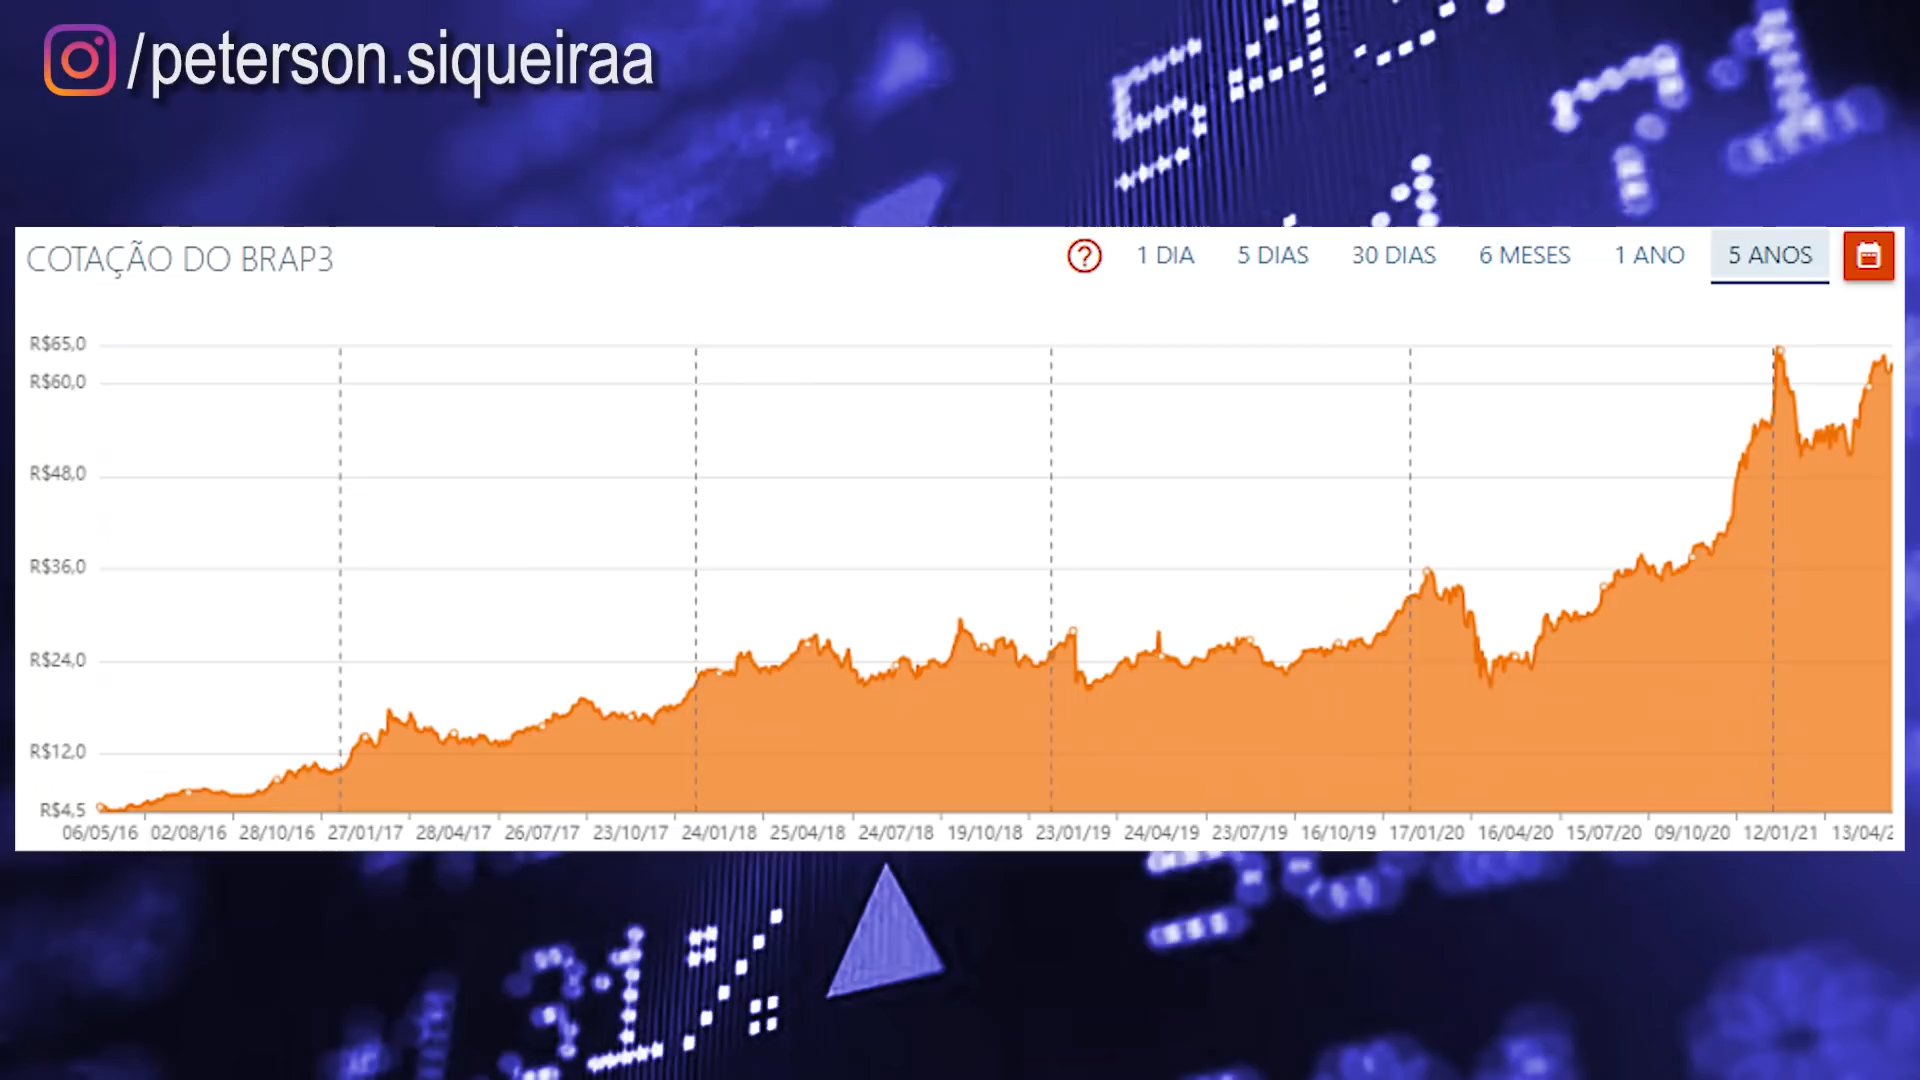 /peterson.siqueiraa
COTAÇÃO DO BRAP3
? 1 DIA 5 DIAS 30 DIAS 6 MESES 1 ANO 5 ANOS
R$65,0
R$60,0
R$48,0
R$36,0
R$24,0
R$12,0
R$4,5
06/05/16 02/08/16 28/10/16 27/01/17 28/04/17 26/07/17 23/10/17 24/01/18 25/04/18 24/07/18 19/10/18 23/01/19 24/04/19 23/07/19 16/10/19 17/01/20 16/04/20 15/07/20 09/10/20 12/01/21 13/04/2
31%